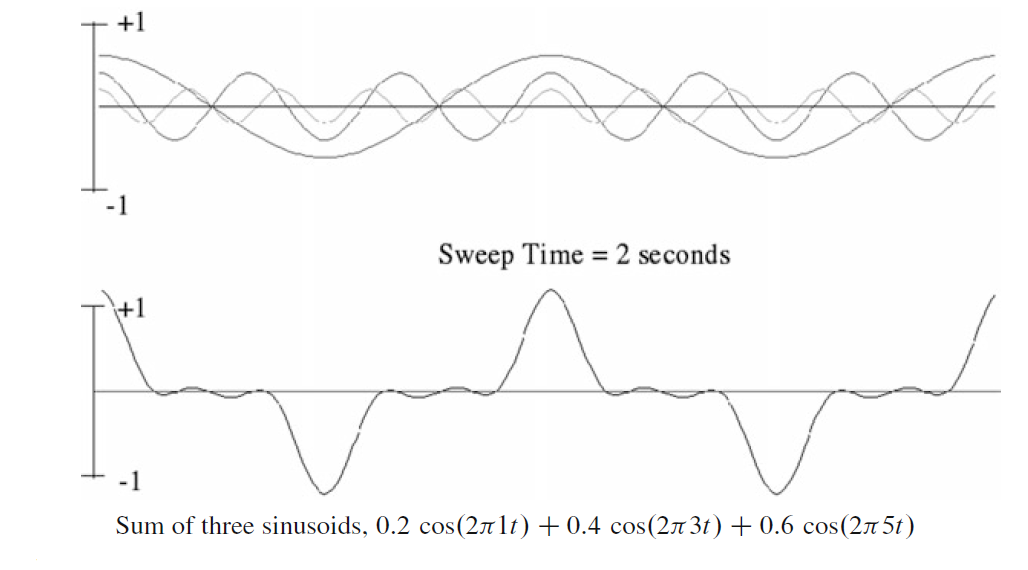 +1
-1
Sweep Time = 2 seconds
+1
-1
Sum of three sinusoids, 0.2 cos(2π1t) + 0.4 cos(2π3t) + 0.6 cos(2π5t)